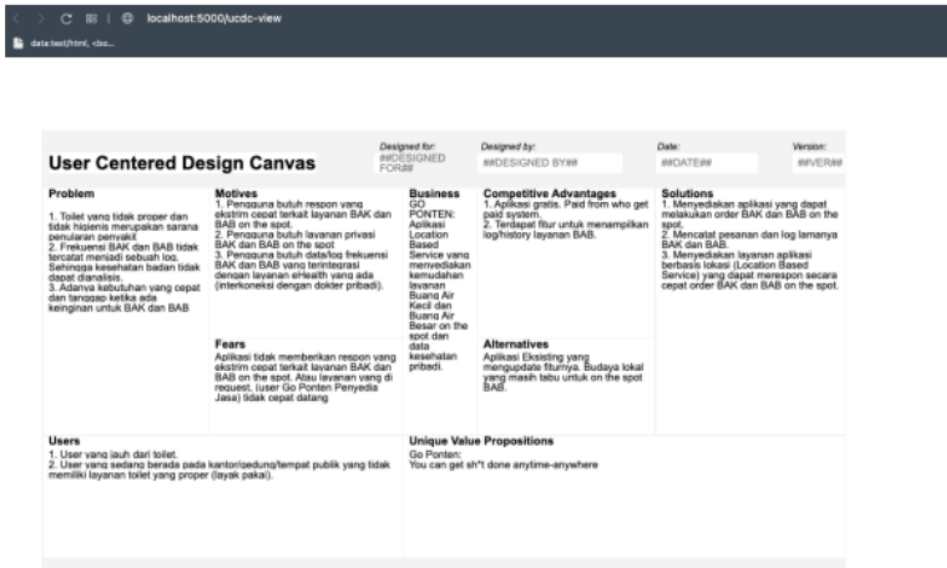 localhost:5000/ucdc-view
data:text/html, <bo...
User Centered Design Canvas
Designed for:
##DESIGNED
FOR##
Designed by:
##DESIGNED BY##
Date:
##DATE##
Version:
##VER##
Problem
1. Toilet yang tidak proper dan
tidak higienis merupakan sarana
penularan penyakit
2. Frekuensi BAK dan BAB tidak
tercatat menjadi sebuah log.
Sehingga kesehatan badan tidak
dapat dianalisis.
3. Adanya kebutuhan yang cepat
dan tanggap ketika ada
keinginan untuk BAK dan BAB
Motives
1. Pengguna butuh respon yang
ekstrim cepat terkait layanan BAK dan
BAB on the spot.
2. Pengguna butuh layanan privasi
BAK dan BAB on the spot
3. Pengguna butuh data/log frekuensi
BAK dan BAB yang terintegrasi
dengan layanan eHealth yang ada
(interkoneksi dengan dokter pribadi).
Fears
Aplikasi tidak memberikan respon yang
ekstrim cepat terkait layanan BAK dan
BAB on the spot. Atau layanan yang di
request, (user Go Ponten Penyedia
Jasa) tidak cepat datang
Business
GO
PONTEN:
Aplikasi
Location
Based
Service yang
menyediakan
kemudahan
layanan
Buang Air
Kecil dan
Buang Air
Besar on the
spot dan
data
kesehatan
pribadi.
Competitive Advantages
1. Aplikasi gratis. Paid from who get
paid system.
2. Terdapat fitur untuk menampilkan
log/history layanan BAB.
Alternatives
Aplikasi Eksisting yang
mengupdate fiturnya. Budaya lokal
yang masih tabu untuk on the spot
BAB.
Solutions
1. Menyediakan aplikasi yang dapat
melakukan order BAK dan BAB on the
spot.
2. Mencatat pesanan dan log lamanya
BAK dan BAB.
3. Menyediakan layanan aplikasi
berbasis lokasi (Location Based
Service) yang dapat merespon secara
cepat order BAK dan BAB on the spot.
Users
1. User yang jauh dari toilet.
2. User yang sedang berada pada kantor/gedung/tempat publik yang tidak
memiliki layanan toilet yang proper (layak pakai).
Unique Value Propositions
Go Ponten:
You can get sh*t done anytime-anywhere